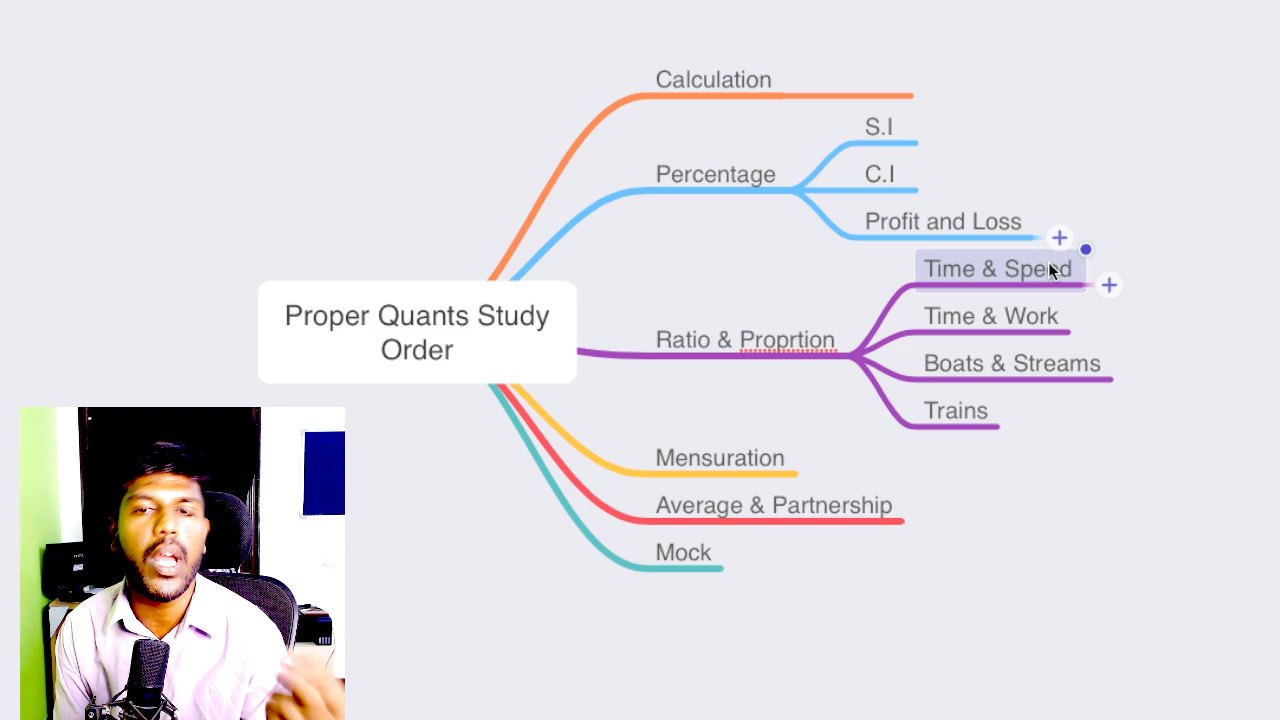 Calculation
S.I
Percentage
C.I
Profit and Loss
Time & Speed
Proper Quants Study
Order
Time & Work
Ratio & Proprtion
Boats & Streams
Trains
Mensuration
Average & Partnership
Mock